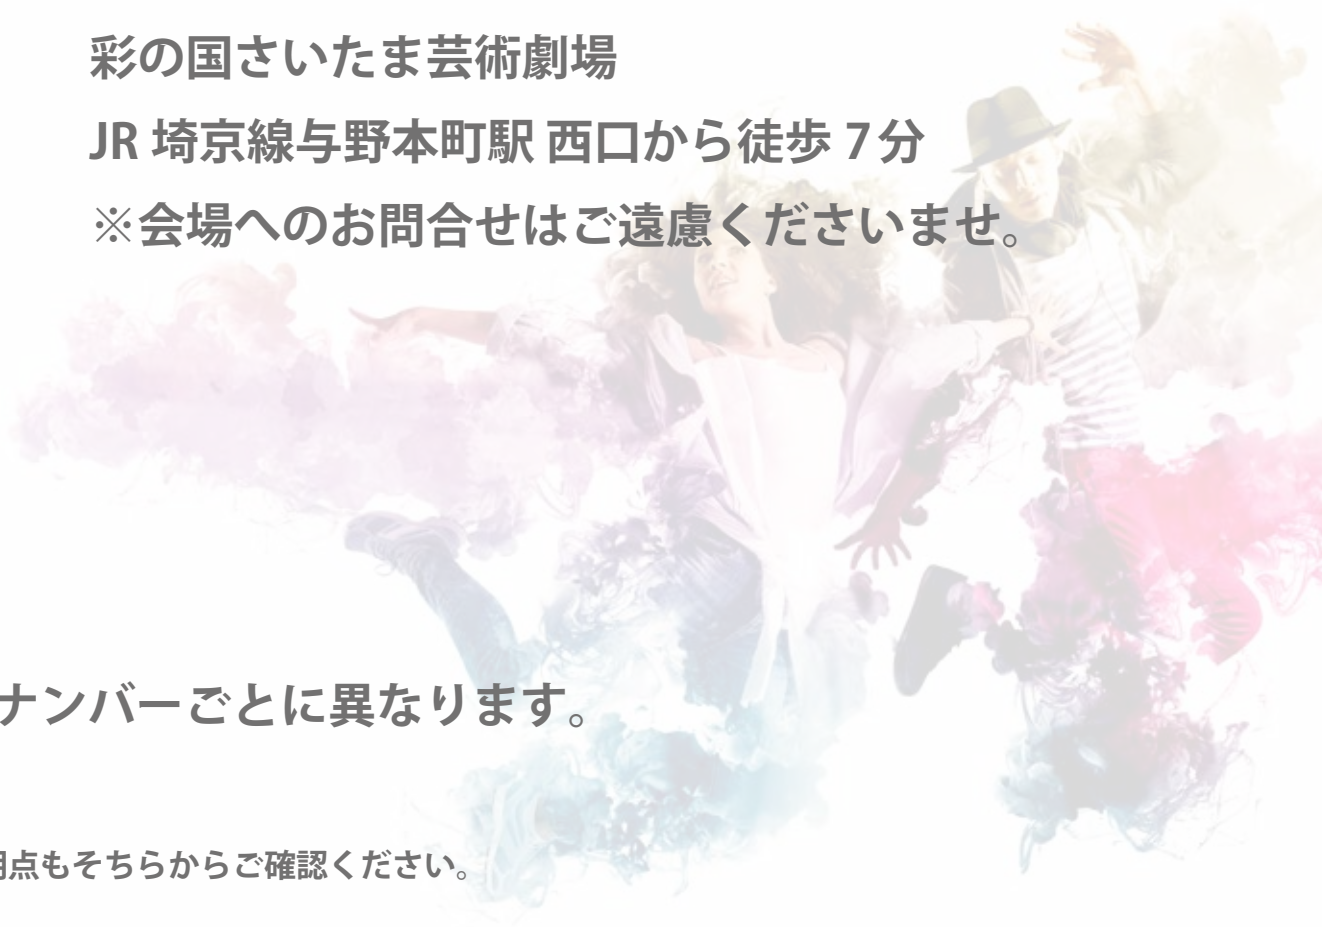 彩の国さいたま芸術劇場
JR 埼京線与野本町駅 西口から徒歩 7分
※会場へのお問合せはご遠慮くださいませ。
ナンバーごとに異なります。
点もそちらからご確認ください。